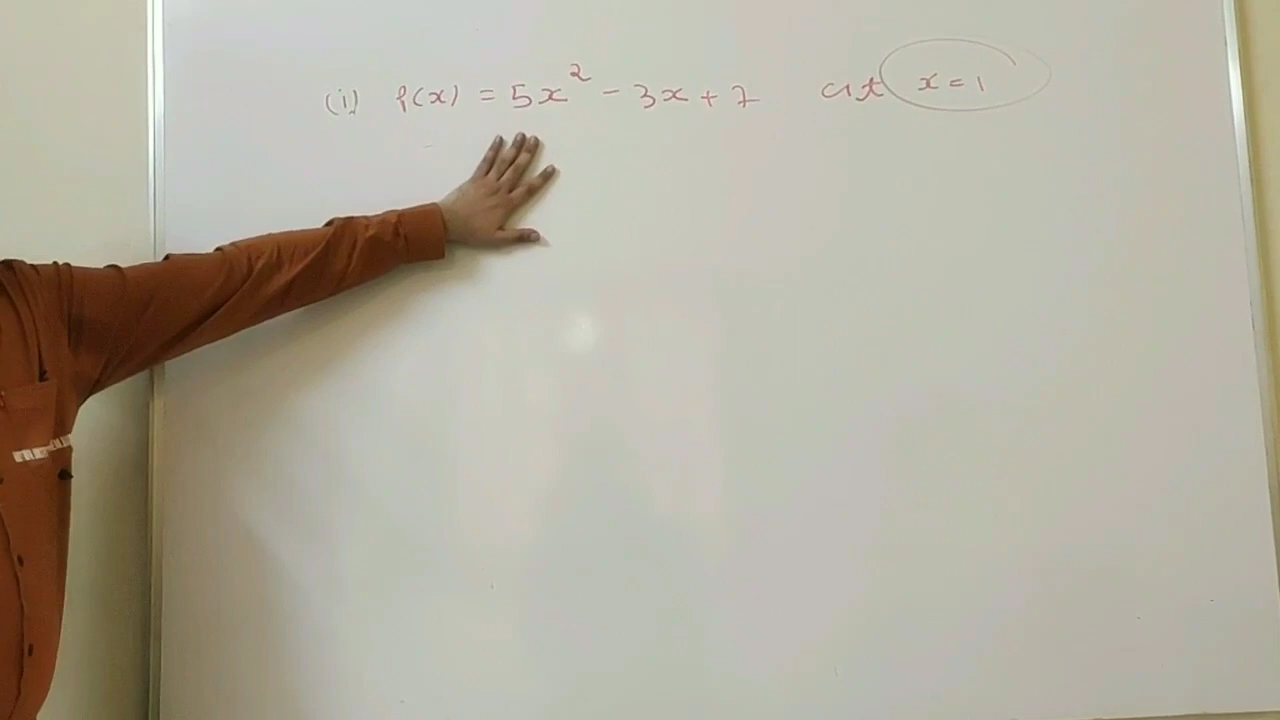 (i) p(x) = 5x² - 3x + 7 at x = 1